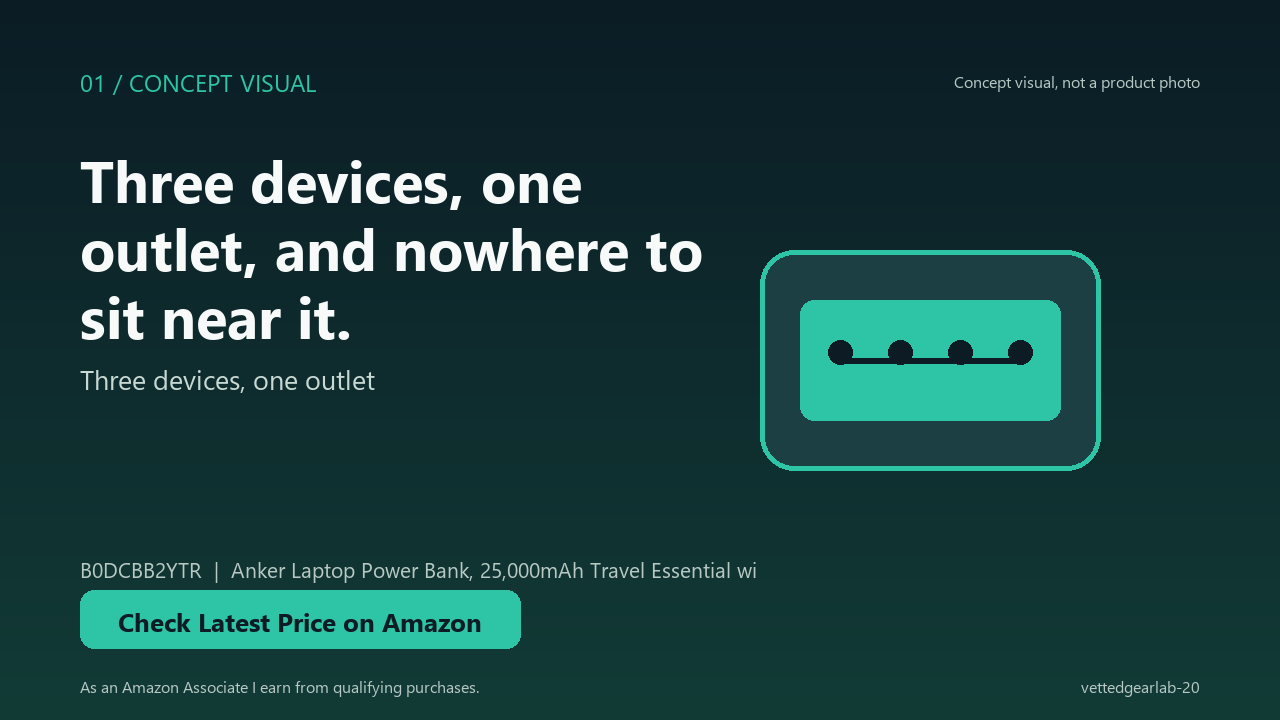 01 / CONCEPT VISUAL
Concept visual, not a product photo
Three devices, one
outlet, and nowhere to
sit near it.
Three devices, one outlet
B0DCBB2YTR | Anker Laptop Power Bank, 25,000mAh Travel Essential wi
Check Latest Price on Amazon
As an Amazon Associate I earn from qualifying purchases.
vettedgearlab-20